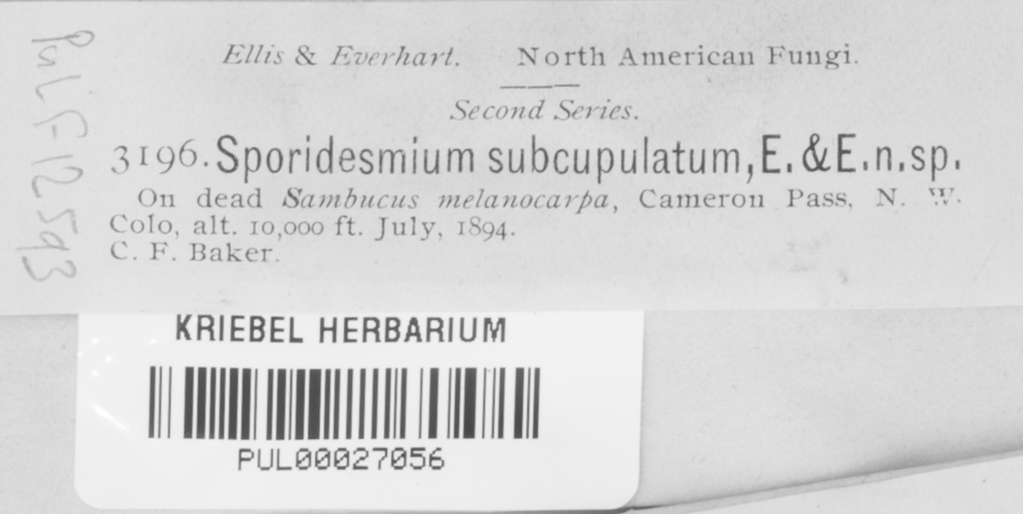 Ellis & Everhart. North American Fungi.
Second Series.
3196. Sporidesmium subcupulatum, E. & E. n. sp.
On dead Sambucus melanocarpa, Cameron Pass, N. W.
Colo, alt. 10,000 ft. July, 1894.
C. F. Baker.
PUL F12593
KRIEBEL HERBARIUM
PUL00027056